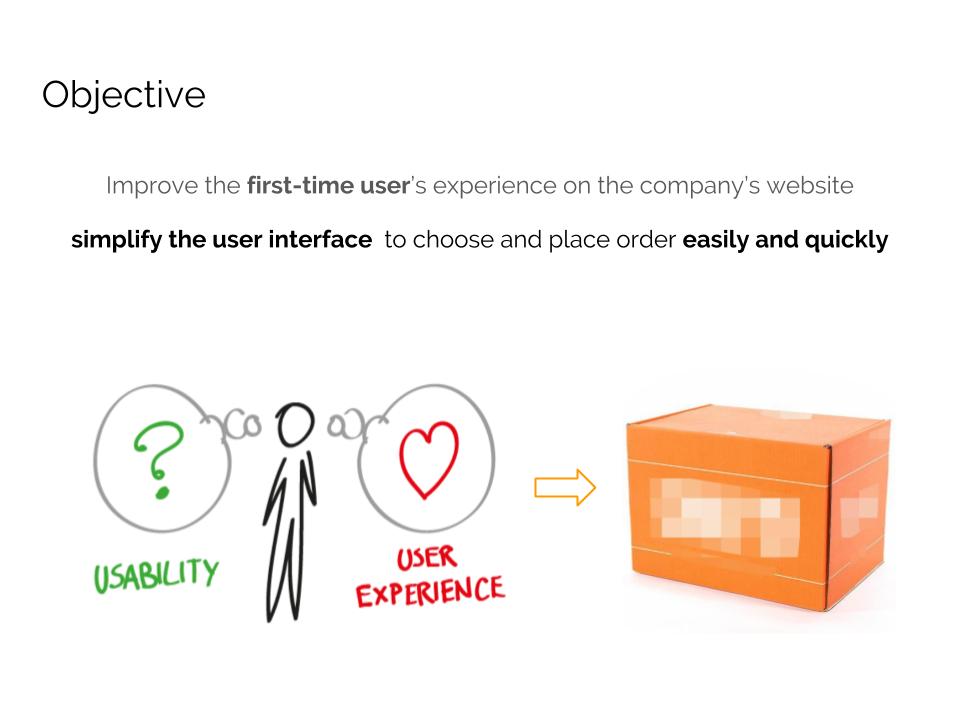 Objective
Improve the first-time user’s experience on the company’s website
simplify the user interface  to choose and place order easily and quickly
USABILITY
USER
EXPERIENCE